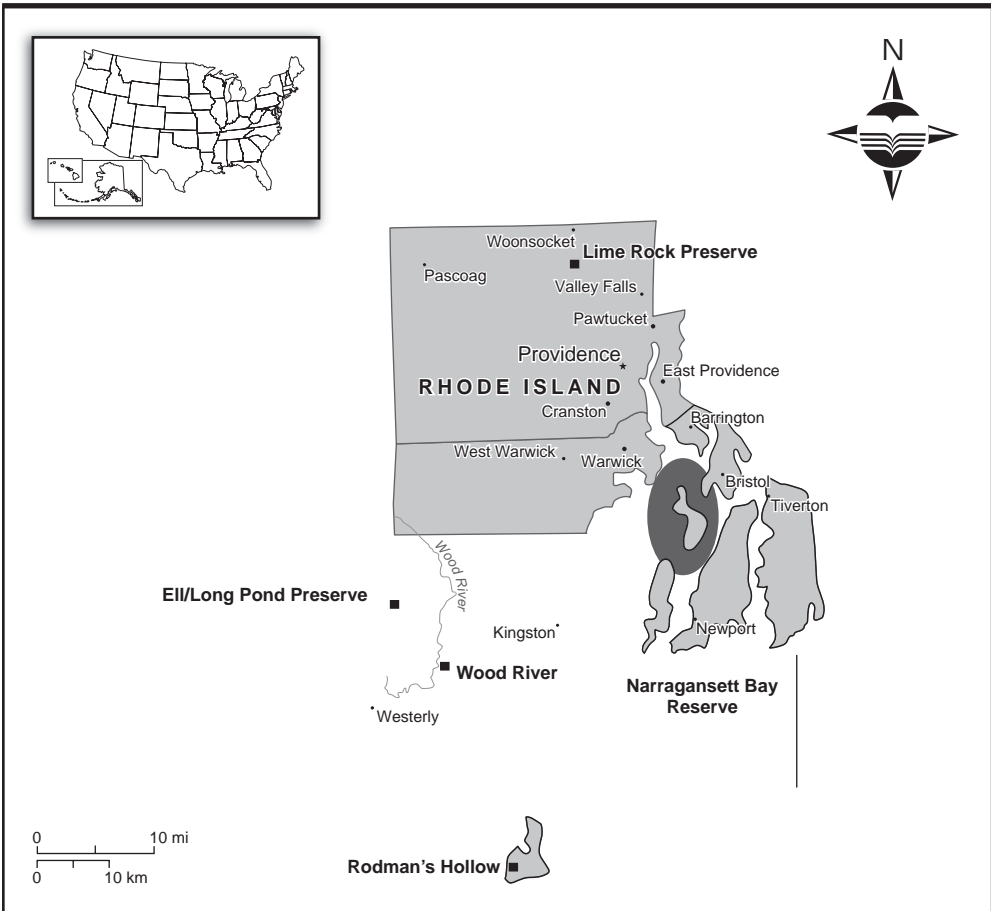 N
Woonsocket
Lime Rock Preserve
Pascoag
Valley Falls
Pawtucket
Providence
East Providence
RHODE ISLAND
Cranston
Barrington
West Warwick
Warwick
Bristol
Tiverton
Wood River
Ell/Long Pond Preserve
Kingston
Newport
Wood River
Narragansett Bay
Reserve
Westerly
0 10 mi
0 10 km
Rodman's Hollow